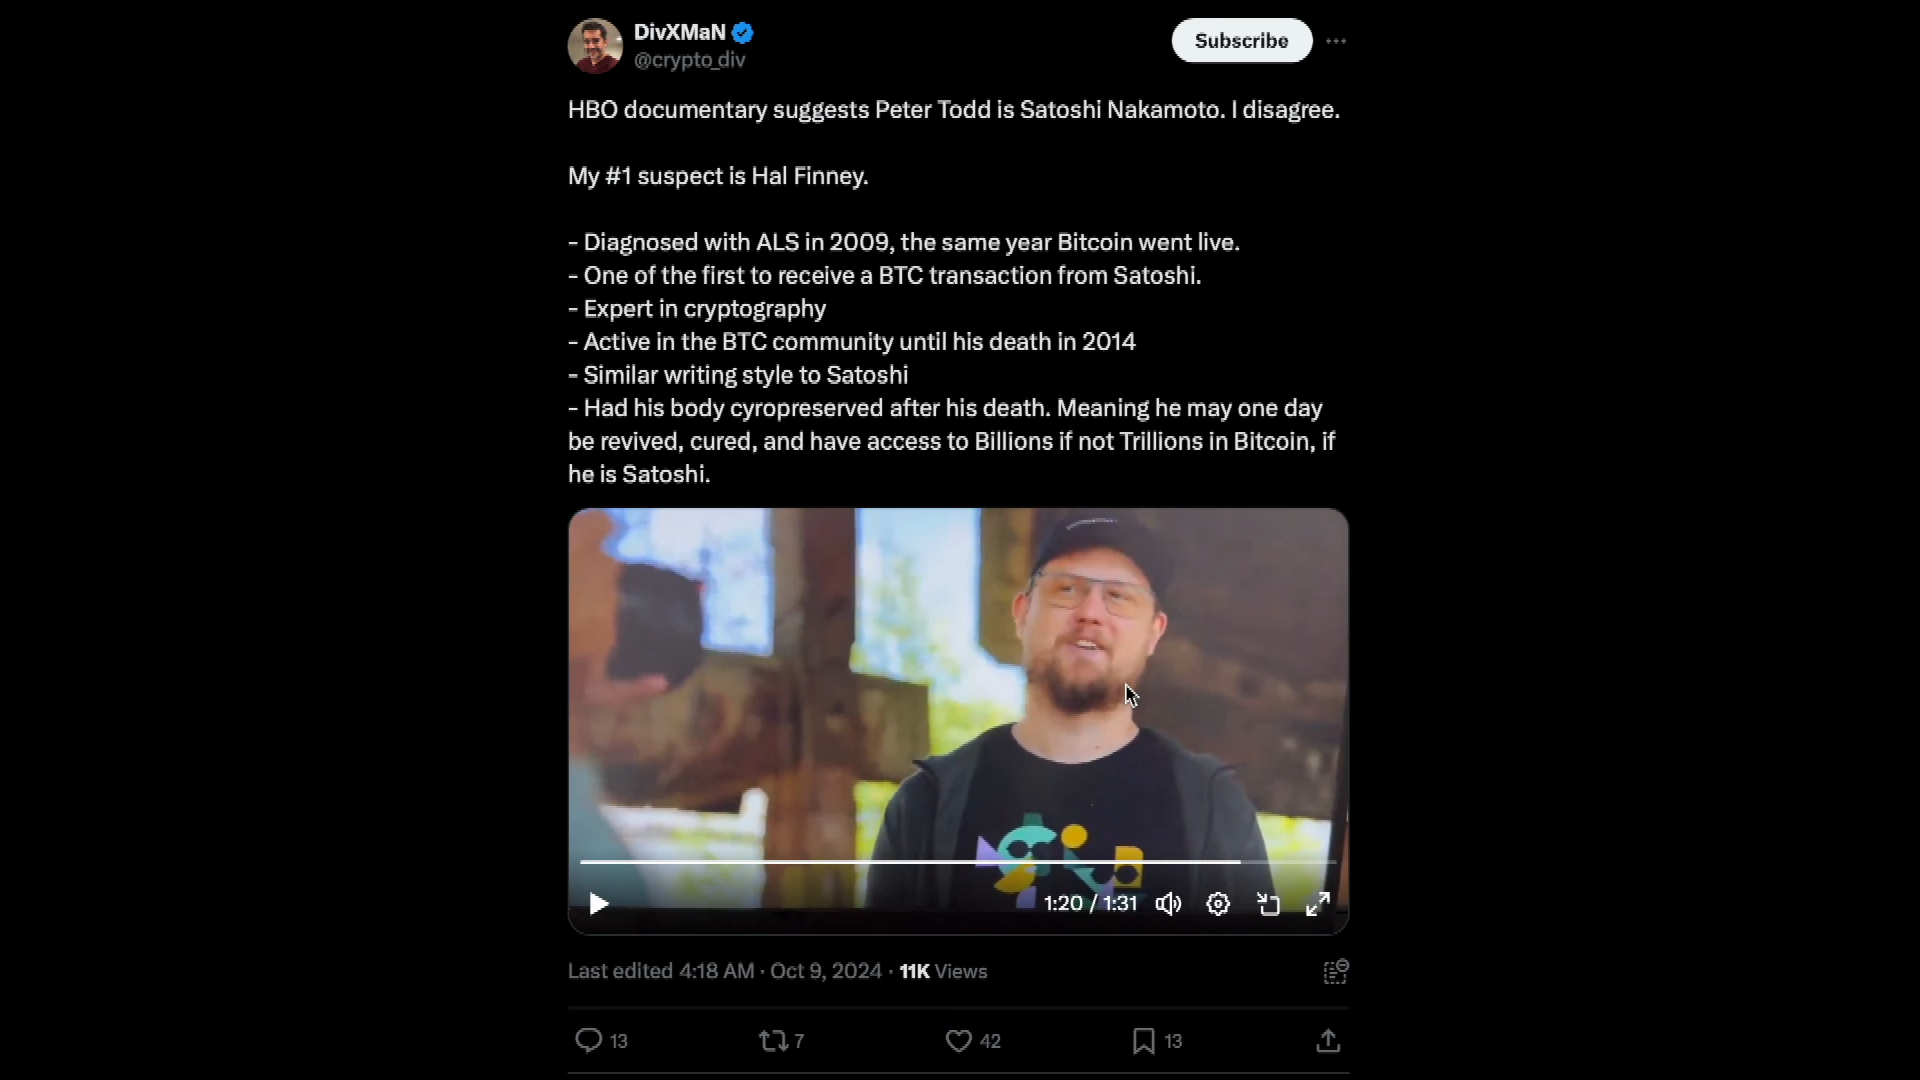 DivXMaN
@crypto_div
Subscribe
HBO documentary suggests Peter Todd is Satoshi Nakamoto. I disagree.
My #1 suspect is Hal Finney.
- Diagnosed with ALS in 2009, the same year Bitcoin went live.
- One of the first to receive a BTC transaction from Satoshi.
- Expert in cryptography
- Active in the BTC community until his death in 2014
- Similar writing style to Satoshi
- Had his body cyropreserved after his death. Meaning he may one day
be revived, cured, and have access to Billions if not Trillions in Bitcoin, if
he is Satoshi.
1:20 / 1:31
Last edited 4:18 AM · Oct 9, 2024 · 11K Views
13 7 42 13